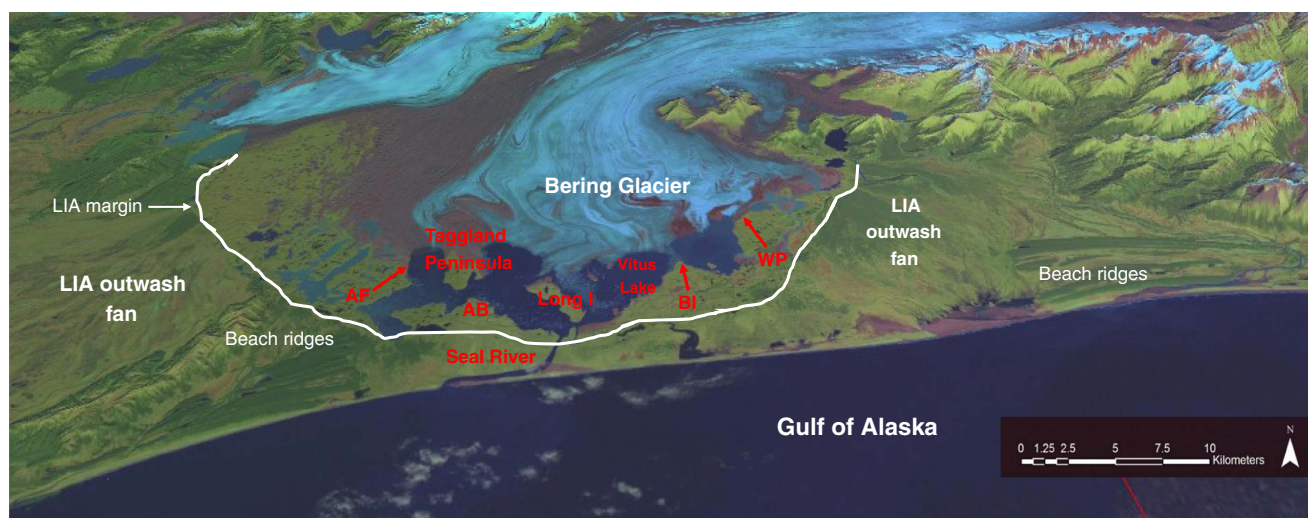 Bering Glacier
LIA margin
LIA
outwash
fan
Taggland
Peninsula
Vitus
Lake
WP
Beach ridges
LIA outwash
fan
AF
AB
Long I
BI
Beach ridges
Seal River
Gulf of Alaska
N
0 1.25 2.5 5 7.5 10
Kilometers